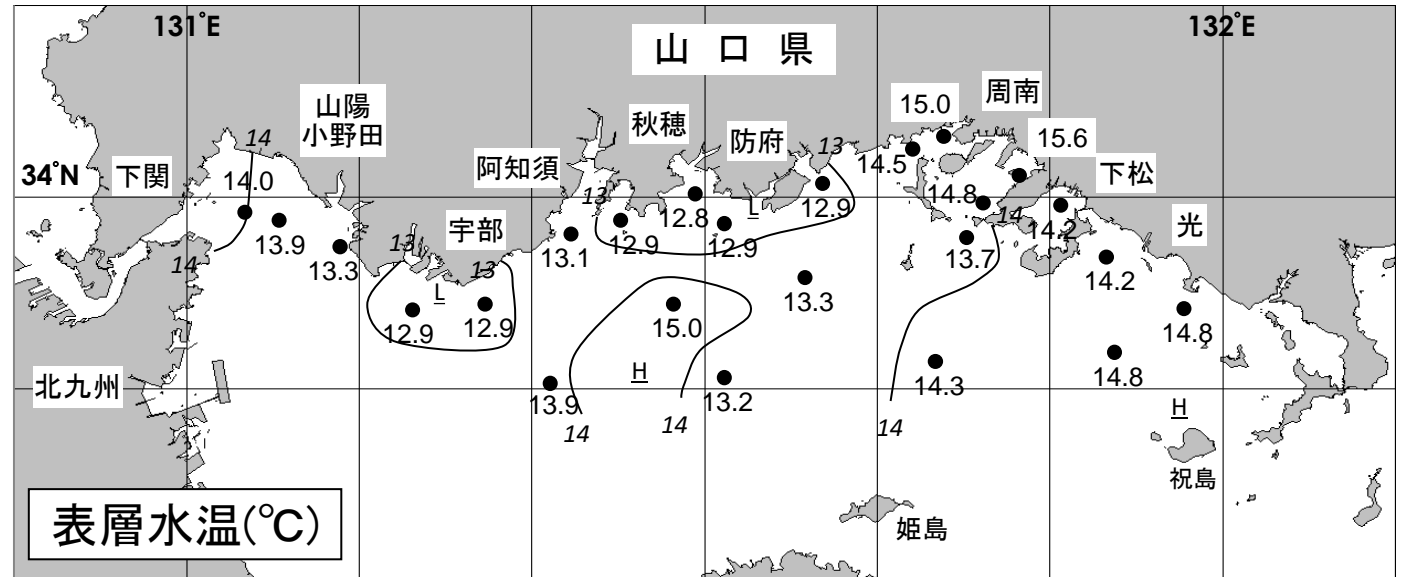 131°E
132°E
山 口 県
15.0
周南
山陽
小野田
秋穂
防府
15.6
14
13
14.5
阿知須
下関
34°N
14.0
下松
14.8
13
12.8
L
12.9
14
14.2
光
13.9
12.9
12.9
宇部
13.1
13.7
13.3
13
14
13
14.2
13.3
L
12.9
12.9
15.0
14.8
H
14.3
14.8
北九州
13.9
13.2
H
14
14
14
祝島
表層水温(℃)
姫島